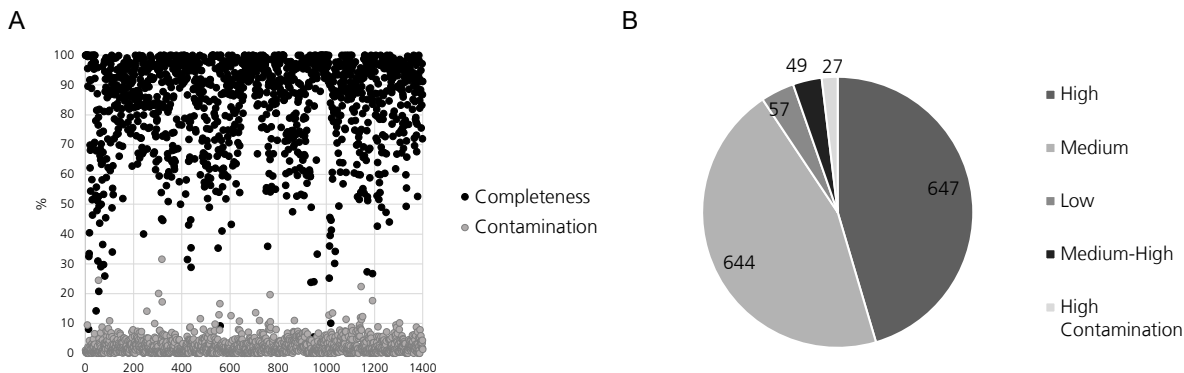 A
%
100
90
80
70
60
50
40
30
20
10
0
0 200 400 600 800 1000 1200 1400
Completeness
Contamination
B
49 27
57
647
644
High
Medium
Low
Medium-High
High
Contamination